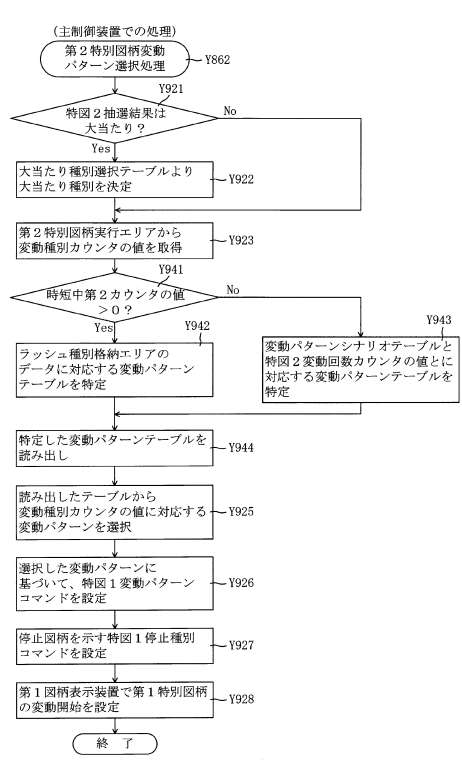 (主制御装置での処理)
第2特別図柄変動
パターン選択処理
Y862
Y921
特図2抽選結果は
大当たり?
No
Yes
大当たり種別選択テーブルより
大当たり種別を決定
Y922
第2特別図柄実行エリアから
変動種別カウンタの値を取得
Y923
Y941
時短中第2カウンタの値
>0?
No
Yes
Y942
ラッシュ種別格納エリアの
データに対応する変動パターン
テーブルを特定
Y943
変動パターンシナリオテーブルと
特図2変動回数カウンタの値とに
対応する変動パターンテーブルを
特定
特定した変動パターンテーブルを
読み出し
Y944
読み出したテーブルから
変動種別カウンタの値に対応する
変動パターンを選択
Y925
選択した変動パターンに
基づいて、特図1変動パターン
コマンドを設定
Y926
停止図柄を示す特図1停止種別
コマンドを設定
Y927
第1図柄表示装置で第1特別図柄
の変動開始を設定
Y928
終 了